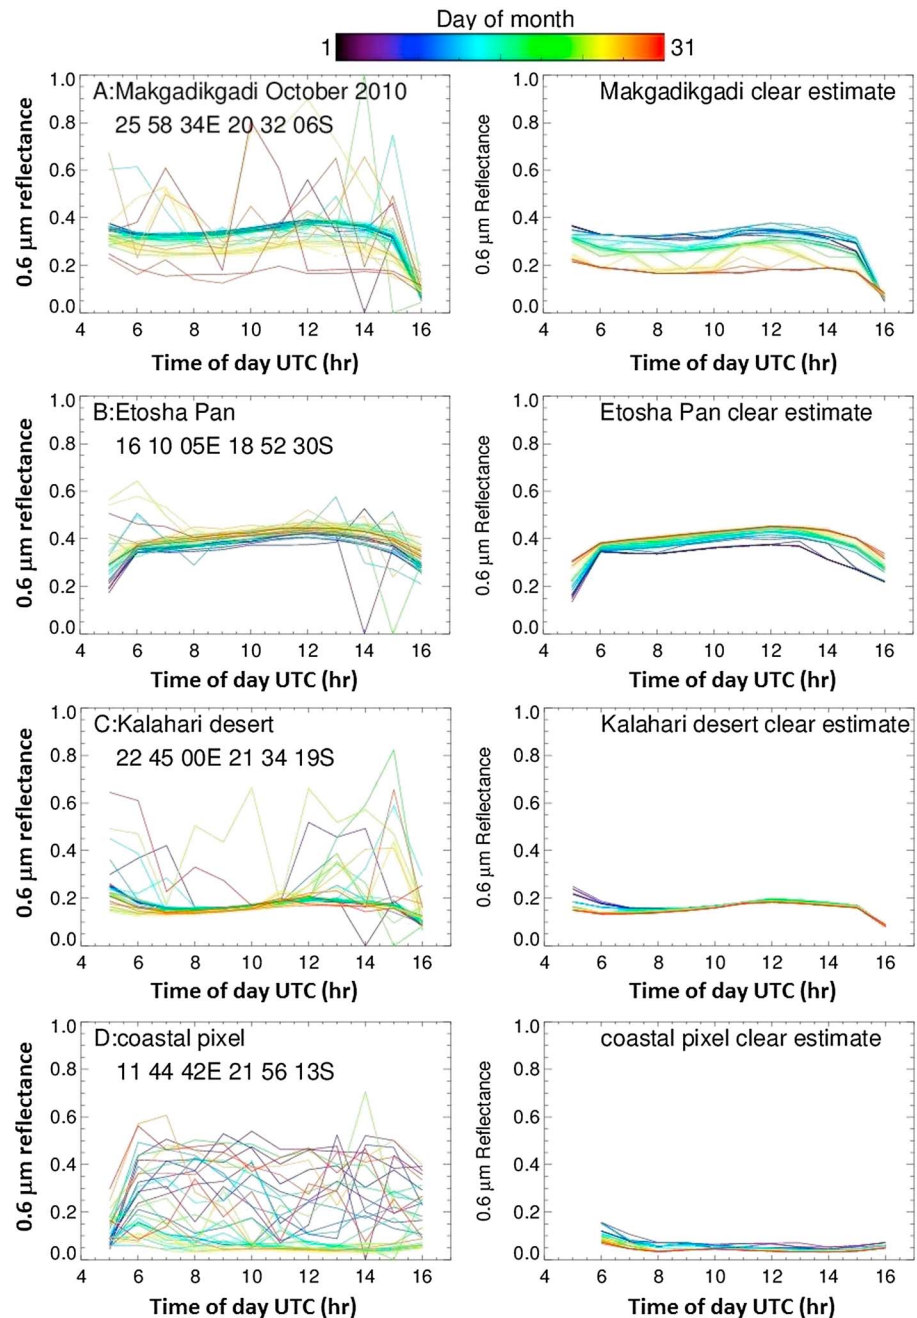 Day of month
1 31
A:Makgadikgadi October 2010
25 58 34E 20 32 06S
0.6 μm reflectance
1.0
0.8
0.6
0.4
0.2
0.0
4 6 8 10 12 14 16
Time of day UTC (hr)
Makgadikgadi clear estimate
0.6 μm Reflectance
1.0
0.8
0.6
0.4
0.2
0.0
4 6 8 10 12 14 16
Time of day UTC (hr)
B:Etosha Pan
16 10 05E 18 52 30S
0.6 μm reflectance
1.0
0.8
0.6
0.4
0.2
0.0
4 6 8 10 12 14 16
Time of day UTC (hr)
Etosha Pan clear estimate
0.6 μm Reflectance
1.0
0.8
0.6
0.4
0.2
0.0
4 6 8 10 12 14 16
Time of day UTC (hr)
C:Kalahari desert
22 45 00E 21 34 19S
0.6 μm reflectance
1.0
0.8
0.6
0.4
0.2
0.0
4 6 8 10 12 14 16
Time of day UTC (hr)
Kalahari desert clear estimate
0.6 μm Reflectance
1.0
0.8
0.6
0.4
0.2
0.0
4 6 8 10 12 14 16
Time of day UTC (hr)
D:coastal pixel
11 44 42E 21 56 13S
0.6 μm reflectance
1.0
0.8
0.6
0.4
0.2
0.0
4 6 8 10 12 14 16
Time of day UTC (hr)
coastal pixel clear estimate
0.6 μm Reflectance
1.0
0.8
0.6
0.4
0.2
0.0
4 6 8 10 12 14 16
Time of day UTC (hr)